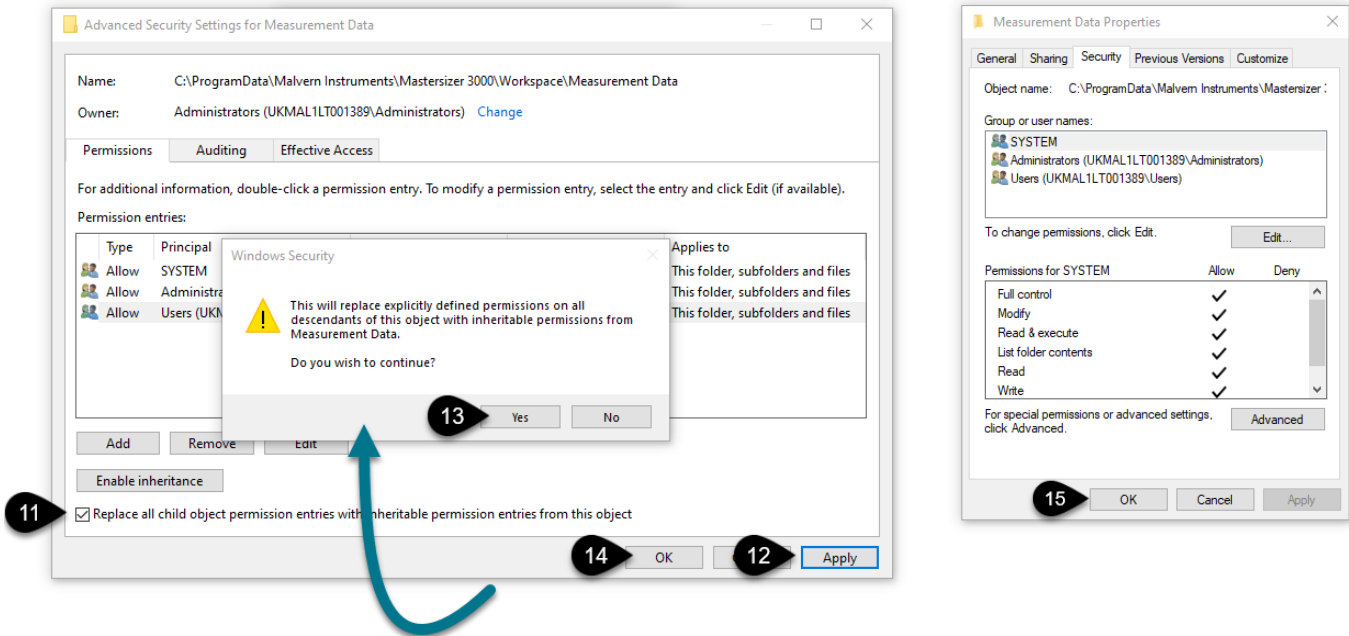 Advanced Security Settings for Measurement Data
Name: C:\ProgramData\Malvern Instruments\Mastersizer 3000\Workspace\Measurement Data
Owner: Administrators (UKMAL1LT001389\Administrators) Change
Permissions Auditing Effective Access
For additional information, double-click a permission entry. To modify a permission entry, select the entry and click Edit (if available).
Permission entries:
Type Principal Applies to
Allow SYSTEM This folder, subfolders and files
Allow Administra This folder, subfolders and files
Allow Users (UKM This folder, subfolders and files
Windows Security
This will replace explicitly defined permissions on all
descendants of this object with inheritable permissions from
Measurement Data.
Do you wish to continue?
13 Yes No
Add Remove Edit
Enable inheritance
11 Replace all child object permission entries with inheritable permission entries from this object
14 OK 12 Apply
Measurement Data Properties
General Sharing Security Previous Versions Customize
Object name: C:\ProgramData\Malvern Instruments\Mastersizer
Group or user names:
SYSTEM
Administrators (UKMAL1LT001389\Administrators)
Users (UKMAL1LT001389\Users)
To change permissions, click Edit. Edit...
Permissions for SYSTEM Allow Deny
Full control
Modify
Read & execute
List folder contents
Read
Write
For special permissions or advanced settings, Advanced
click Advanced.
15 OK Cancel Apply